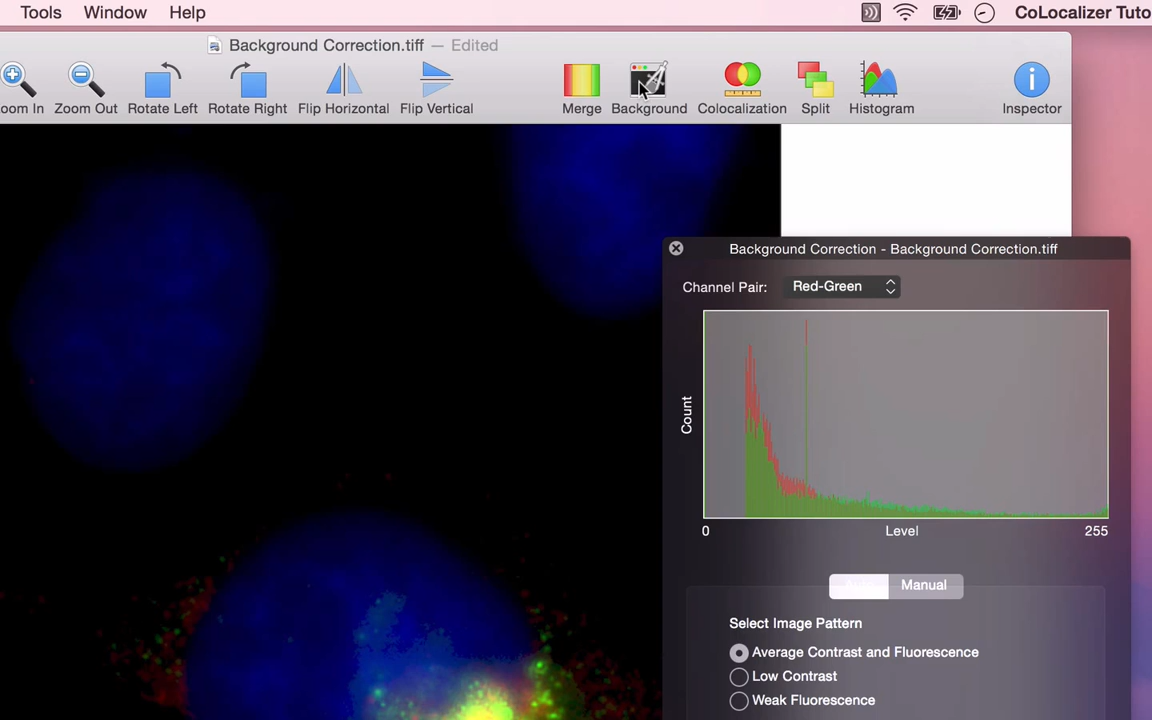 Tools Window Help CoLocalizer Tuto
Background Correction.tiff — Edited
oom In Zoom Out Rotate Left Rotate Right Flip Horizontal Flip Vertical Merge Background Colocalization Split Histogram Inspector
Background Correction - Background Correction.tiff
Channel Pair: Red-Green
Count
0 Level 255
Manual
Select Image Pattern
Average Contrast and Fluorescence
Low Contrast
Weak Fluorescence